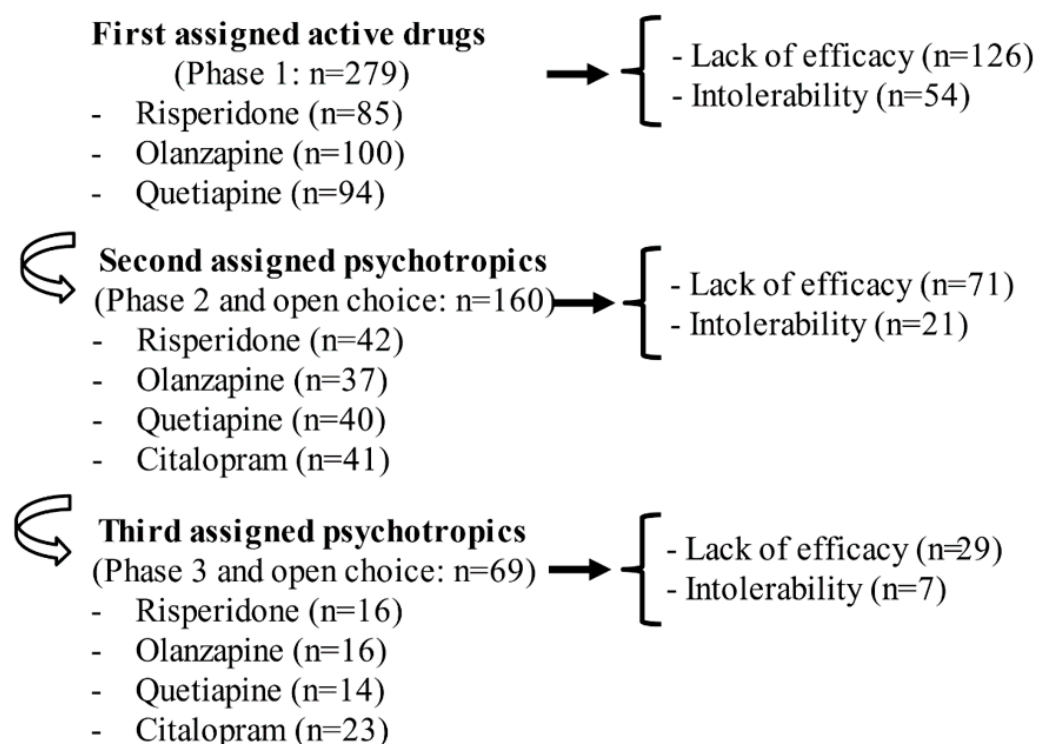 First assigned active drugs
(Phase 1: n=279)
- Risperidone (n=85)
- Olanzapine (n=100)
- Quetiapine (n=94)
- Lack of efficacy (n=126)
- Intolerability (n=54)
Second assigned psychotropics
(Phase 2 and open choice: n=160)
- Risperidone (n=42)
- Olanzapine (n=37)
- Quetiapine (n=40)
- Citalopram (n=41)
- Lack of efficacy (n=71)
- Intolerability (n=21)
Third assigned psychotropics
(Phase 3 and open choice: n=69)
- Risperidone (n=16)
- Olanzapine (n=16)
- Quetiapine (n=14)
- Citalopram (n=23)
- Lack of efficacy (n=29)
- Intolerability (n=7)